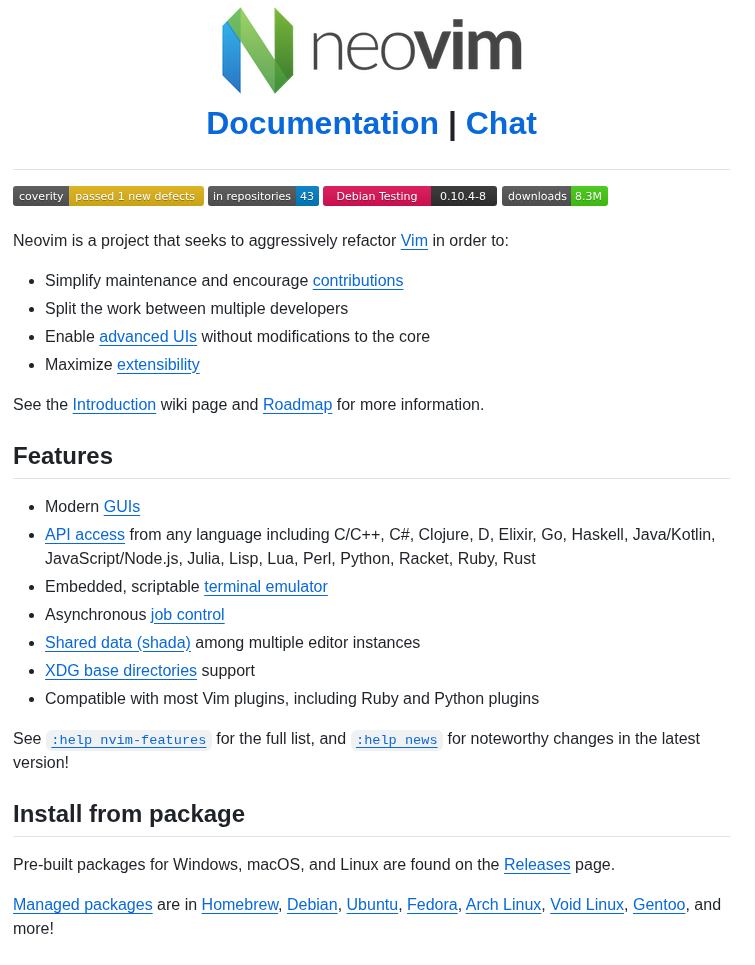 neovim
Documentation | Chat
coverity passed 1 new defects in repositories 43 Debian Testing 0.10.4-8 downloads 8.3M
Neovim is a project that seeks to aggressively refactor Vim in order to:
• Simplify maintenance and encourage contributions
• Split the work between multiple developers
• Enable advanced UIs without modifications to the core
• Maximize extensibility
See the Introduction wiki page and Roadmap for more information.
Features
• Modern GUIs
• API access from any language including C/C++, C#, Clojure, D, Elixir, Go, Haskell, Java/Kotlin,
JavaScript/Node.js, Julia, Lisp, Lua, Perl, Python, Racket, Ruby, Rust
• Embedded, scriptable terminal emulator
• Asynchronous job control
• Shared data (shada) among multiple editor instances
• XDG base directories support
• Compatible with most Vim plugins, including Ruby and Python plugins
See :help nvim-features for the full list, and :help news for noteworthy changes in the latest
version!
Install from package
Pre-built packages for Windows, macOS, and Linux are found on the Releases page.
Managed packages are in Homebrew, Debian, Ubuntu, Fedora, Arch Linux, Void Linux, Gentoo, and
more!